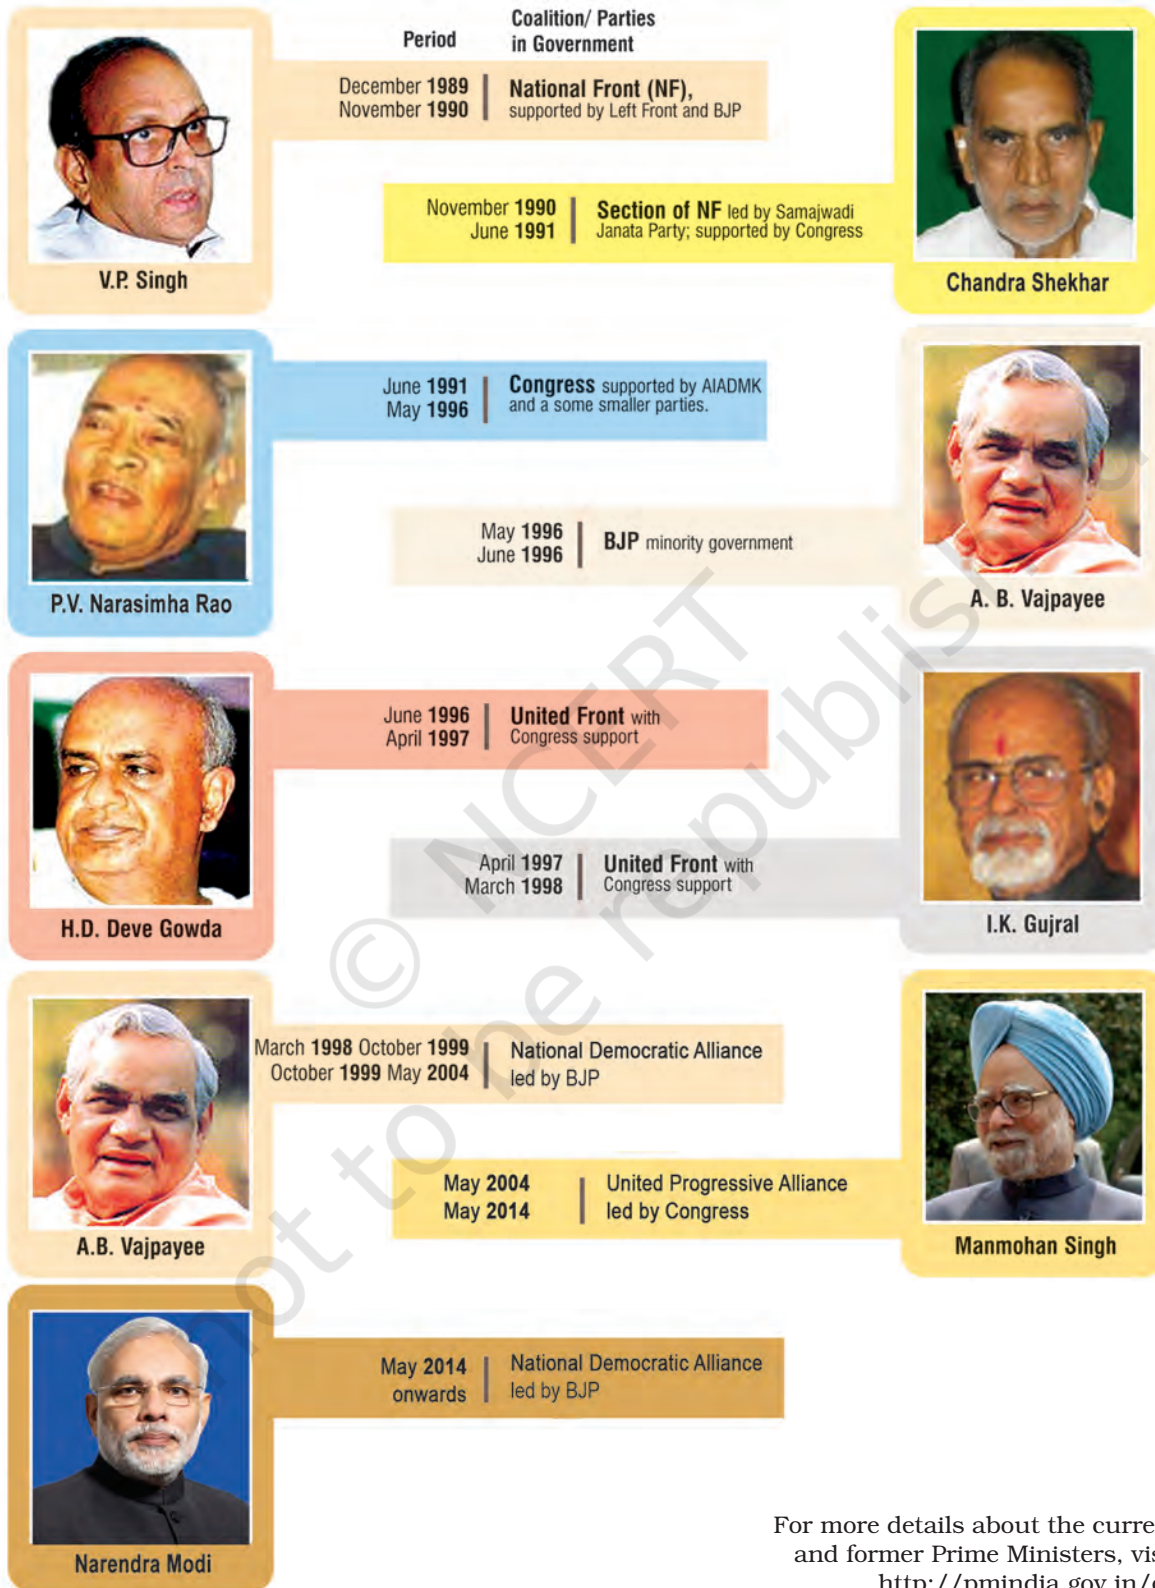 Period
Coalition/ Parties
in Government
December 1989
November 1990
National Front (NF),
supported by Left Front and BJP
V.P. Singh
November 1990
June 1991
Section of NF led by Samajwadi
Janata Party; supported by Congress
Chandra Shekhar
June 1991
May 1996
Congress supported by AIADMK
and a some smaller parties.
P.V. Narasimha Rao
May 1996
June 1996
BJP minority government
A. B. Vajpayee
June 1996
April 1997
United Front with
Congress support
H.D. Deve Gowda
April 1997
March 1998
United Front with
Congress support
I.K. Gujral
March 1998 October 1999
October 1999 May 2004
National Democratic Alliance
led by BJP
A.B. Vajpayee
May 2004
May 2014
United Progressive Alliance
led by Congress
Manmohan Singh
May 2014
onwards
National Democratic Alliance
led by BJP
Narendra Modi
For more details about the curre
and former Prime Ministers, vis
http://pmindia.gov.in/
© NCERT
not to be republish